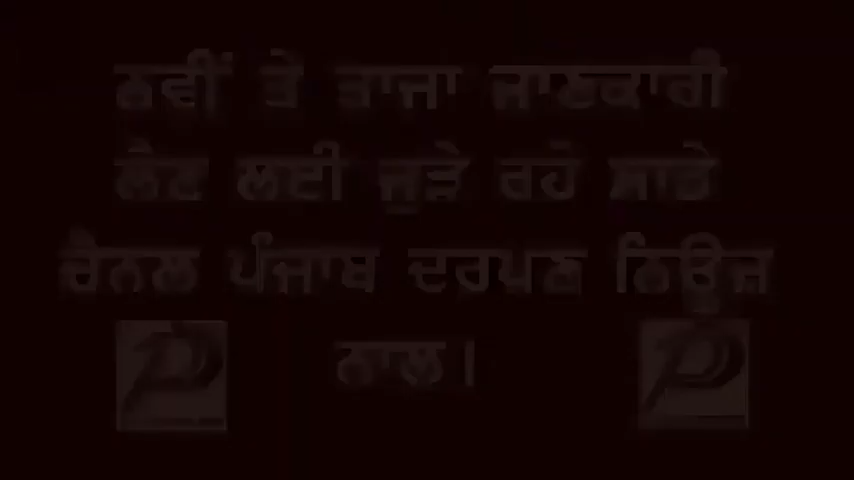 ਨਵੀਂ ਤੇ ਤਾਜਾ ਜਾਣਕਾਰੀ
ਲੈਣ ਲਈ ਜੁੜੇ ਰਹੋ ਸਾਡੇ
ਚੈਨਲ ਪੰਜਾਬ ਦਰਪਣ ਨਿਊਜ਼
ਨਾਲ।